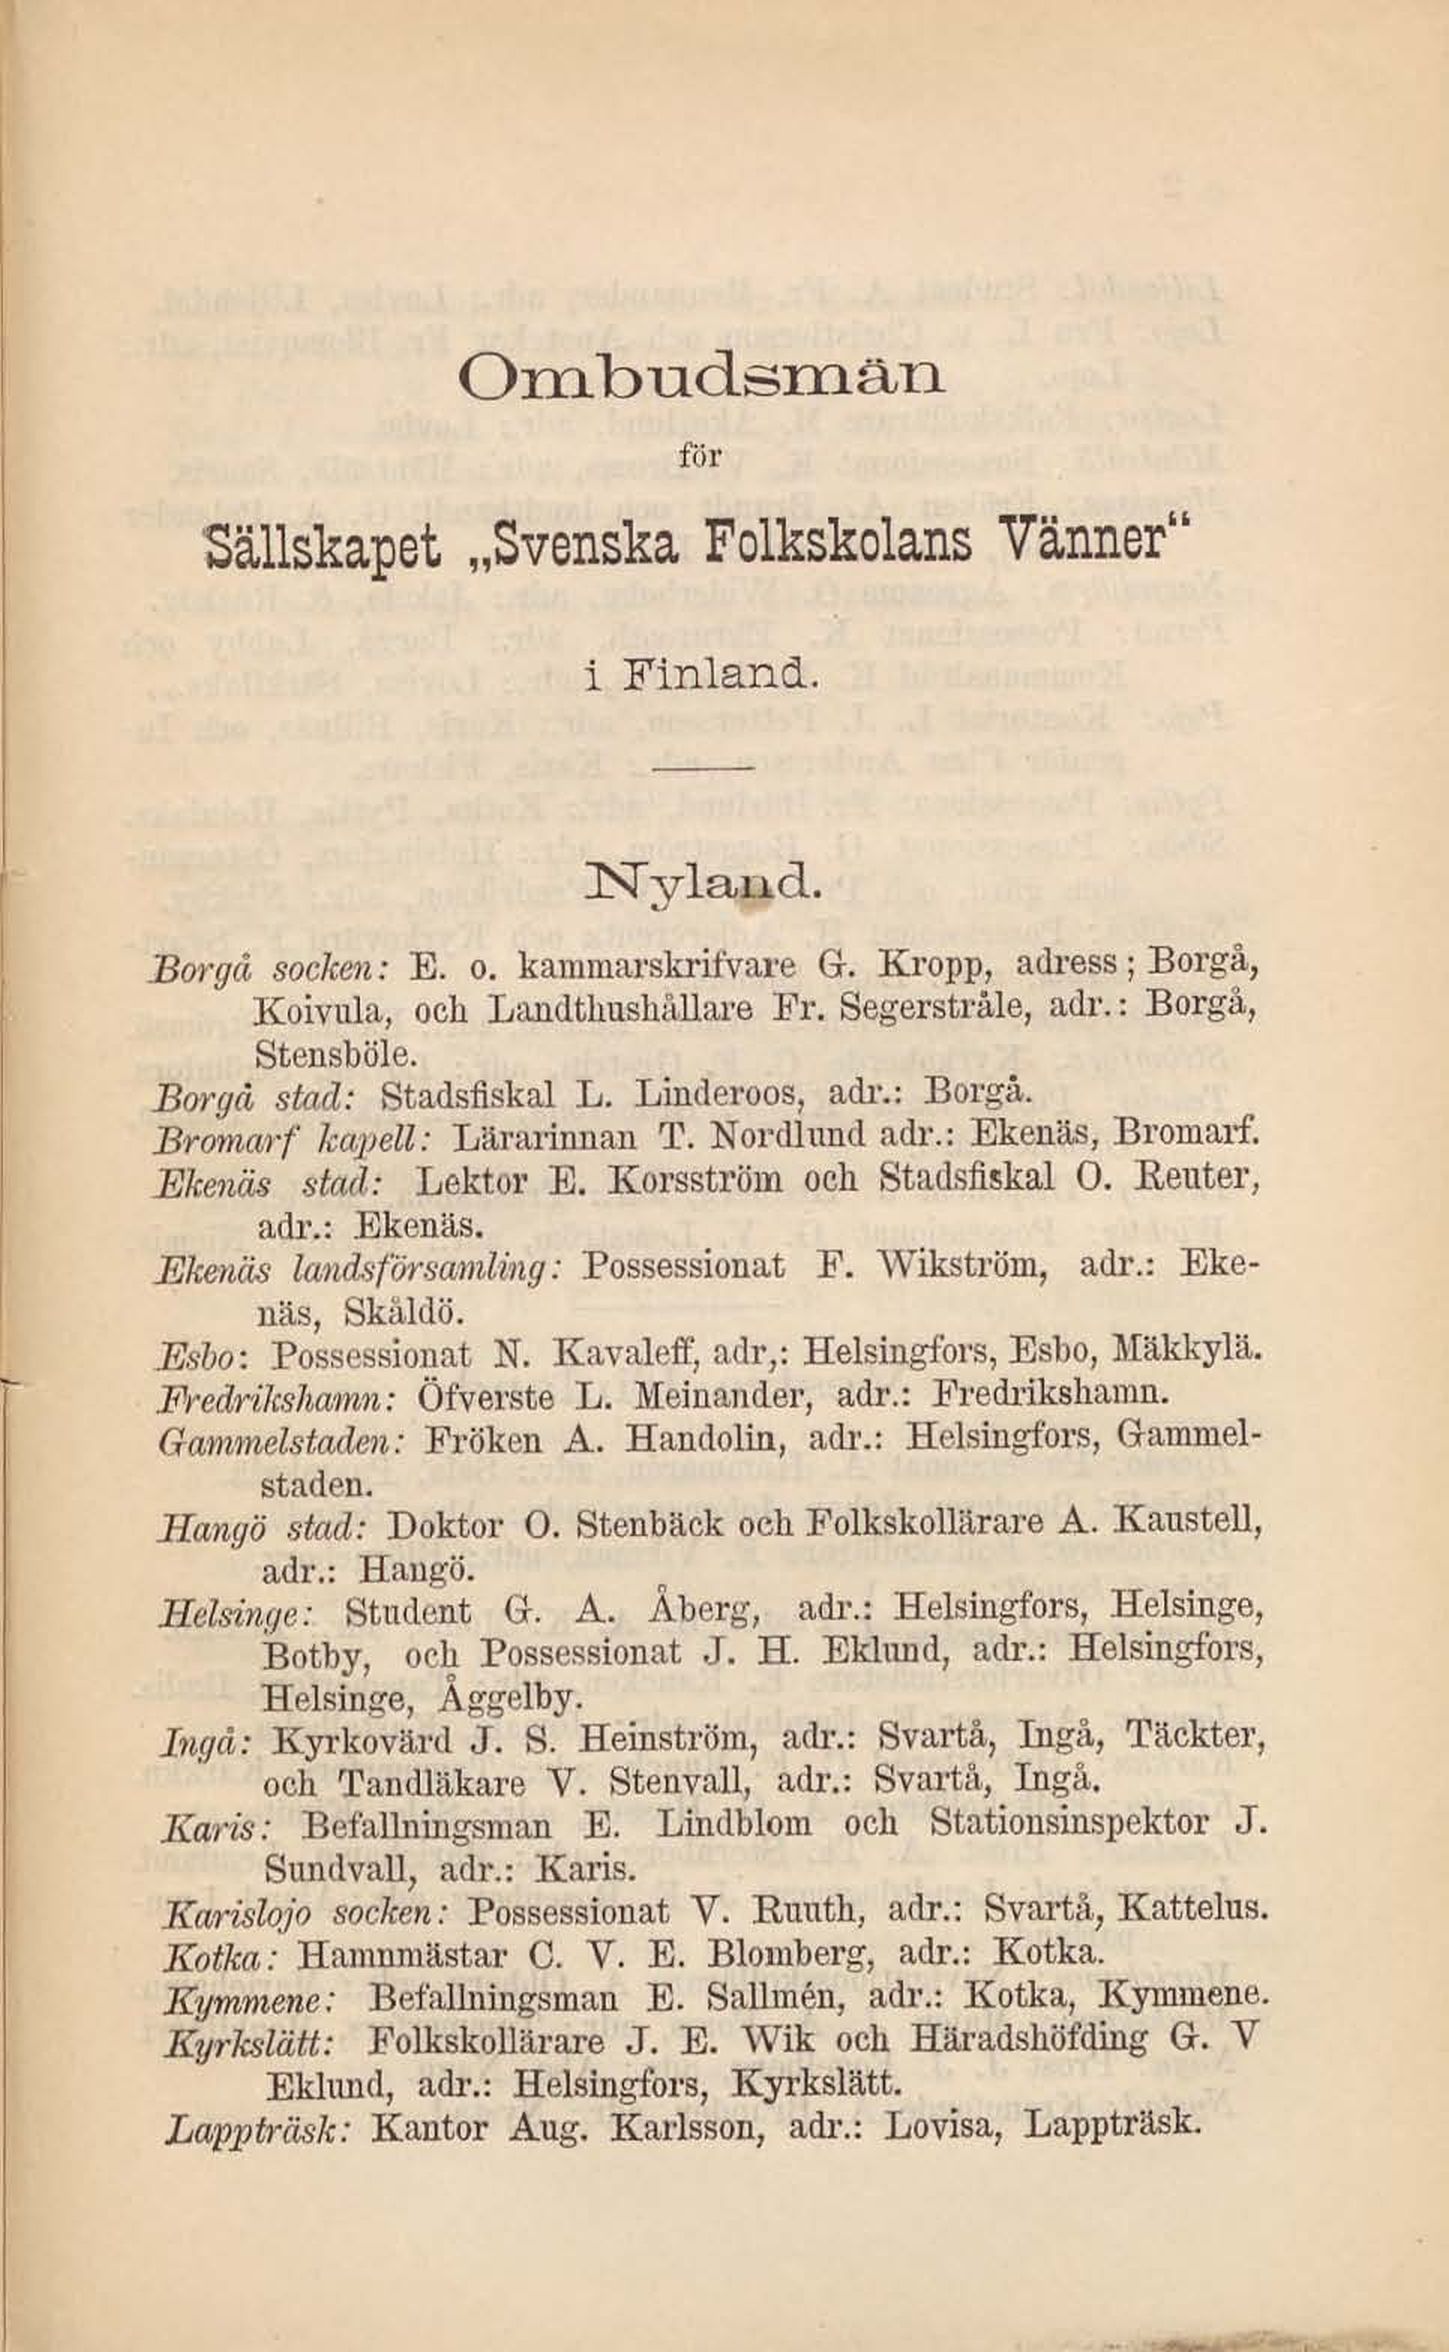 Ombudsmän
för
Sällskapet „Svenska Folkskolans Vänner“
i Finland.
Nyland.
Borgå socken: E. o. kammarskrifvare G. Kropp, adress; Borgå,
Koivula, och Landthushållare Fr. Segerstråle, adr.: Borgå,
Stensböle.
Borgå stad: Stadsfiskal L. Linderoos, adr.: Borgå.
Bromarf kapell: Lärarinnan T. Nordlund adr.: Ekenäs, Bromarf.
Ekenäs stad: Lektor E. Korsström och Stadsfiskal O. Reuter,
adr.: Ekenäs.
Ekenäs landsförsamling: Possessionat F. Wikström, adr.: Eke-
näs, Skåldö.
Esbo: Possessionat N. Kavaleff, adr,: Helsingfors, Esbo, Mäkkylä.
Fredrikshamn: Öfverste L. Meinander, adr.: Fredrikshamn.
Gammelstaden: Fröken A. Handolin, adr.: Helsingfors, Gammel-
staden.
Hangö stad: Doktor O. Stenbäck och Folkskollärare A. Kaustell,
adr.: Hangö.
Helsinge: Student G. A. Åberg, adr.: Helsingfors, Helsinge,
Botby, och Possessionat J. H. Eklund, adr.: Helsingfors,
Helsinge, Åggelby.
Ingå: Kyrkovärd J. S. Heinström, adr.: Svartå, Ingå, Täckter,
och Tandläkare V. Stenvall, adr.: Svartå, Ingå.
Karis: Befallningsman E. Lindblom och Stationsinspektor J.
Sundvall, adr.: Karis.
Karislojo socken: Possessionat V. Ruuth, adr.: Svartå, Kattelus.
Kotka: Hamnmästar C. V. E. Blomberg, adr.: Kotka.
Kymmene: Befallningsman E. Sallmén, adr.: Kotka, Kymmene.
Kyrkslätt: Folkskollärare J. E. Wik och Häradshöfding G. V
Eklund, adr.: Helsingfors, Kyrkslätt.
Lappträsk: Kantor Aug. Karlsson, adr.: Lovisa, Lappträsk.